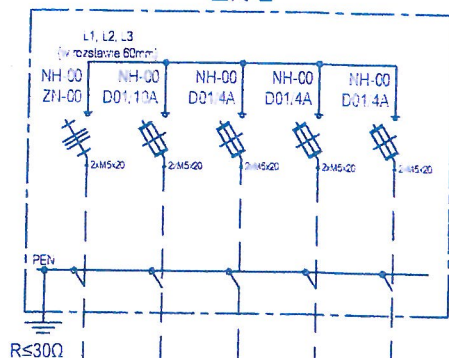 L1, L2, L3
(w rozstawie 60mm)
NH-00 NH-00 NH-00 NH-00 NH-00
ZN-00 D01,10A D01,4A D01,4A D01,4A
2xM5x20 2xM5x20 2xM5x20 2xM5x20 2xM5x20
PEN
R≤30Ω